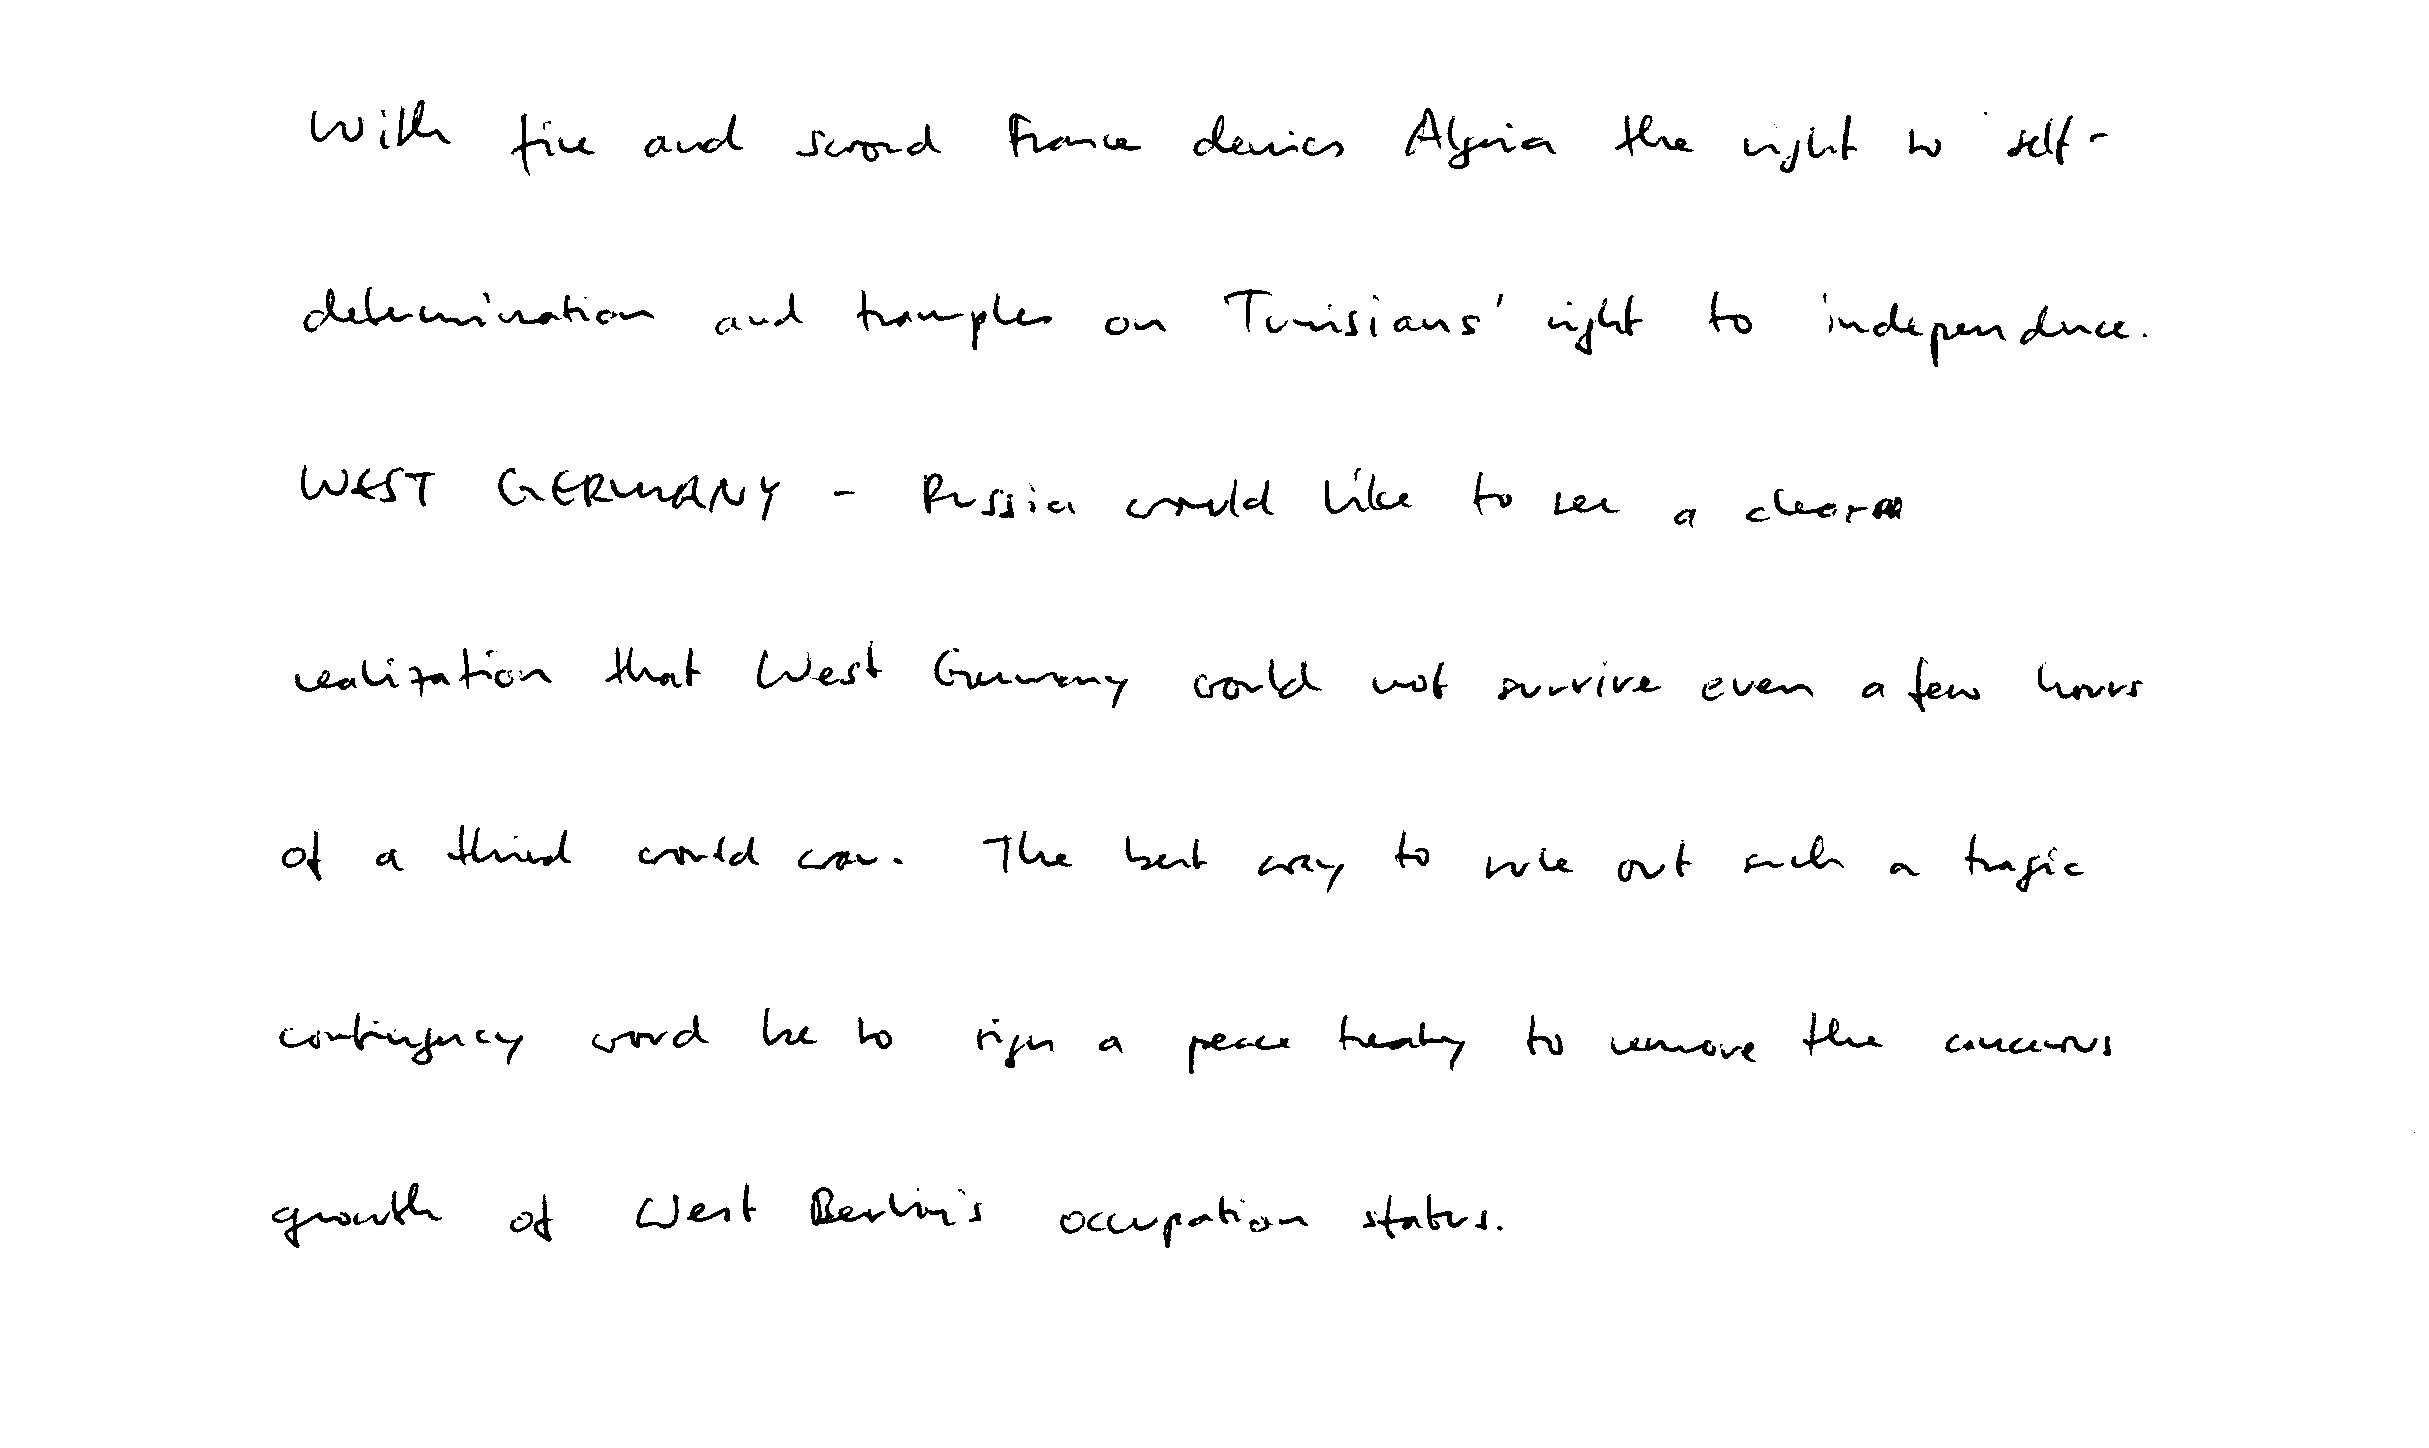 With fire and sword France denies Algeria the right to self-
determination and tramples on Tunisians' right to independence.
WEST GERMANY - Russia would like to see a clear
realization that West Germany could not survive even a few hours
of a third world war. The best way to rule out such a tragic
contingency would be to sign a peace treaty to remove the cancerous
growth of West Berlin's occupation status.